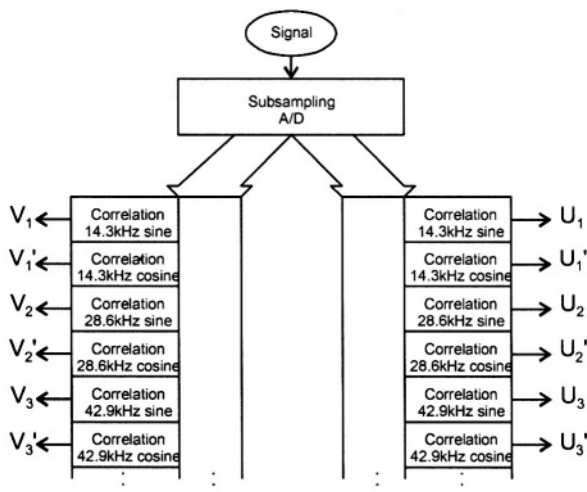 Signal
Subsampling
A/D
V1 Correlation 14.3kHz sine
V1' Correlation 14.3kHz cosine
V2 Correlation 28.6kHz sine
V2' Correlation 28.6kHz cosine
V3 Correlation 42.9kHz sine
V3' Correlation 42.9kHz cosine
Correlation 14.3kHz sine U1
Correlation 14.3kHz cosine U1'
Correlation 28.6kHz sine U2
Correlation 28.6kHz cosine U2'
Correlation 42.9kHz sine U3
Correlation 42.9kHz cosine U3'